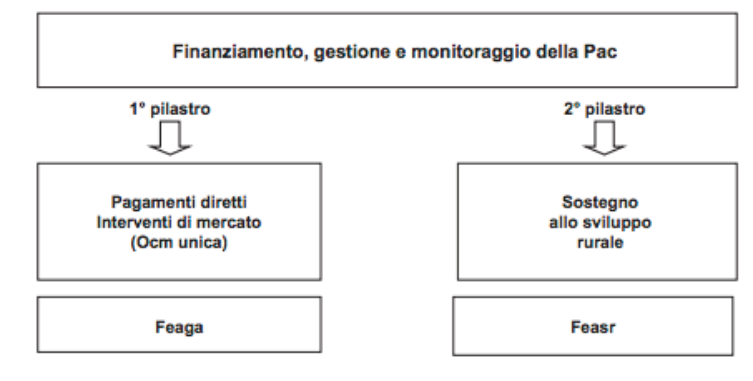 Finanziamento, gestione e monitoraggio della Pac
1° pilastro
2° pilastro
Pagamenti diretti
Interventi di mercato
(Ocm unica)
Sostegno
allo sviluppo
rurale
Feaga
Feasr